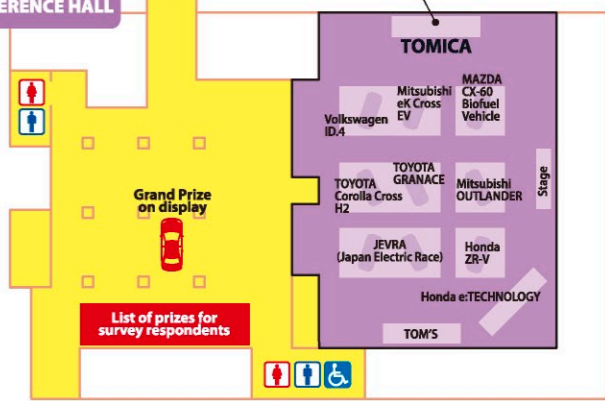 ERENCE HALL
TOMICA
Volkswagen
ID.4
Mitsubishi
eK Cross
EV
MAZDA
CX-60
Biofuel
Vehicle
TOYOTA
Corolla Cross
H2
TOYOTA
GRANACE
Mitsubishi
OUTLANDER
Stage
Grand Prize
on display
JEVRA
(Japan Electric Race)
Honda
ZR-V
Honda e:TECHNOLOGY
TOM'S
List of prizes for
survey respondents